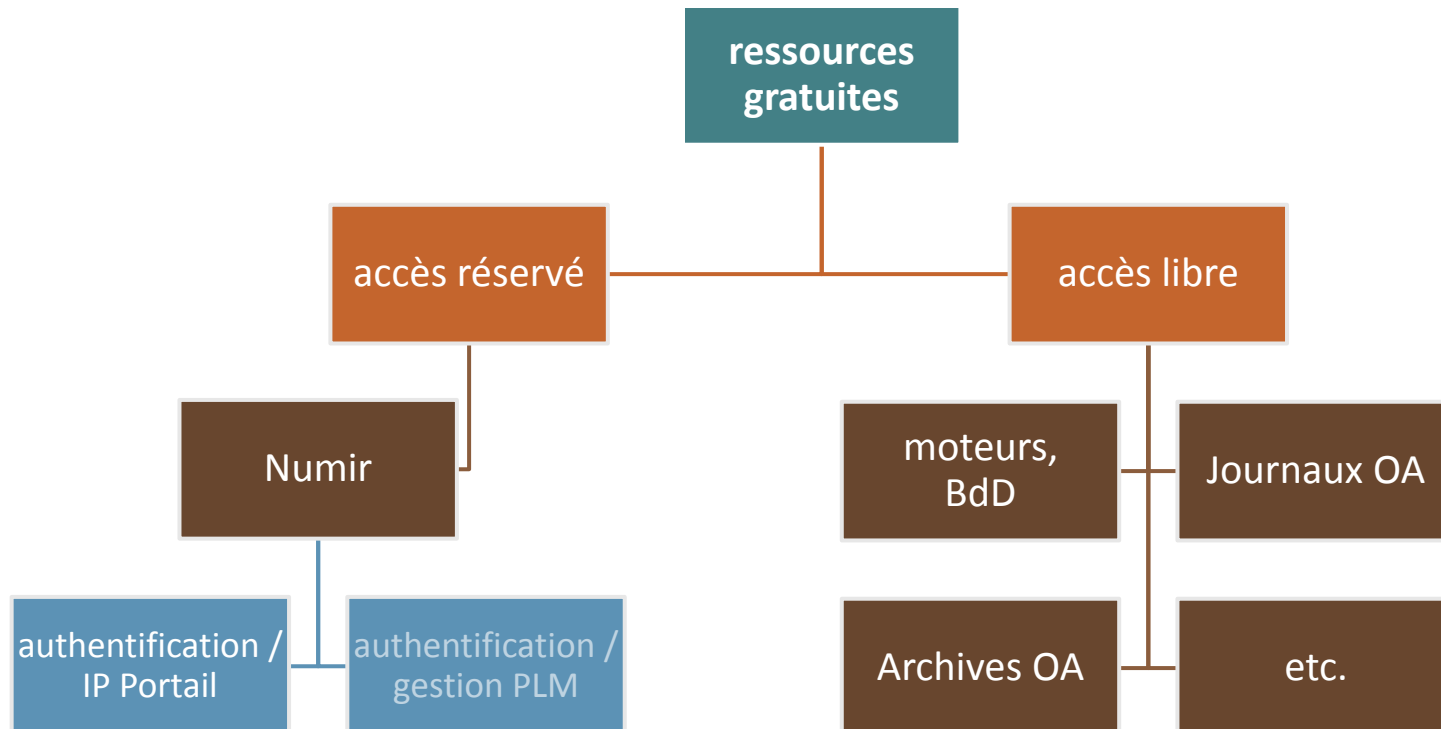 ressources
gratuites
accès réservé
accès libre
Numir
moteurs,
BdD
Journaux OA
authentification /
IP Portail
authentification /
gestion PLM
Archives OA
etc.